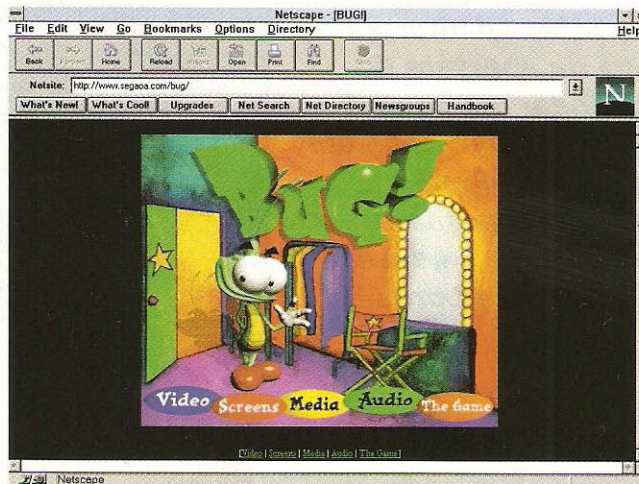 Netscape - [BUG!]
File Edit View Go Bookmarks Options Directory Help
Back Forward Home Reload Images Open Print Find Stop
Netsite: http://www.segaoa.com/bug/
N
What's New! What's Cool! Upgrades Net Search Net Directory Newsgroups Handbook
BUG!
Video Screens Media Audio The Game
[Video | Screens | Media | Audio | The Game]
Netscape